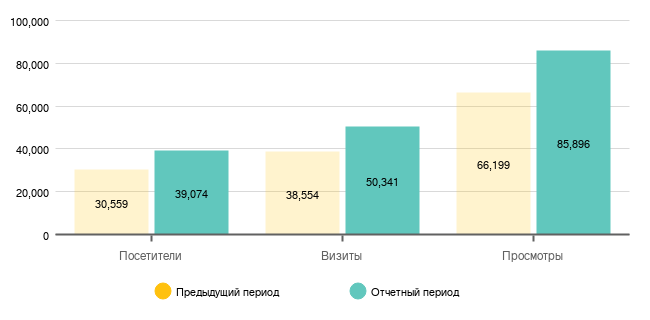 100,000
80,000
60,000
40,000
20,000
0
30,559
39,074
38,554
50,341
66,199
85,896
Посетители
Визиты
Просмотры
Предыдущий период
Отчетный период